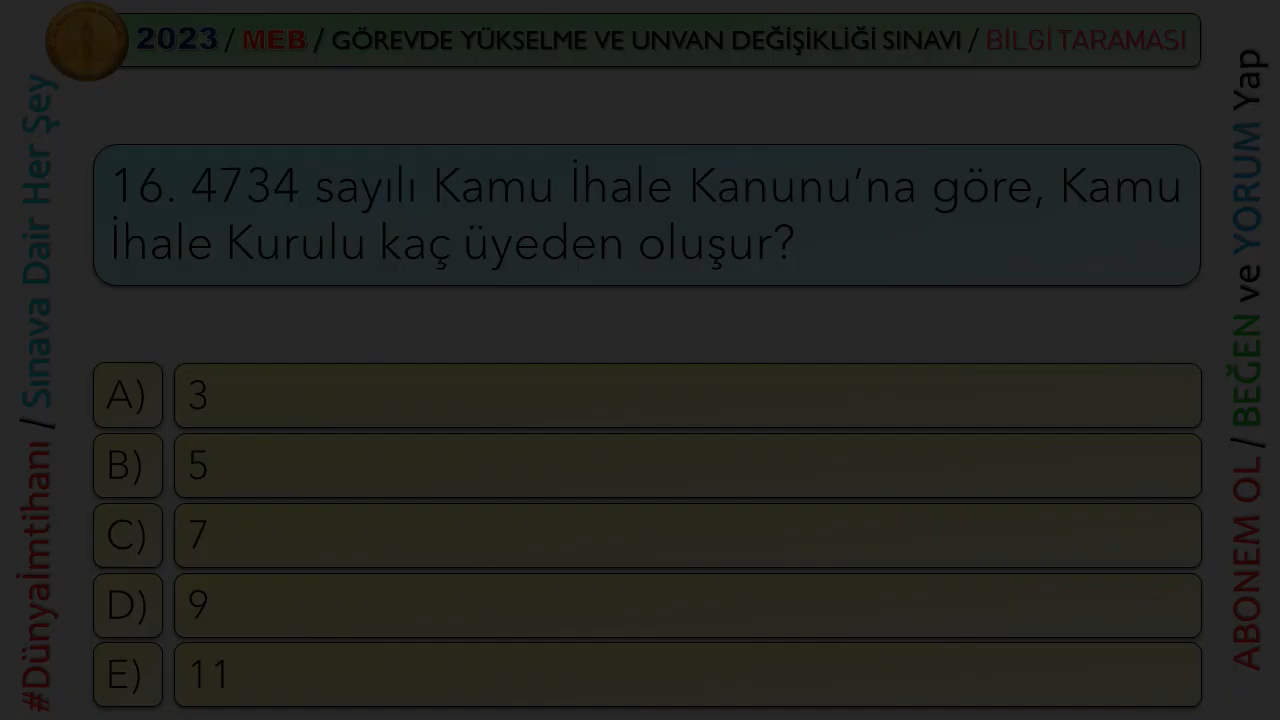 2023 / MEB / GÖREVDE YÜKSELME VE UNVAN DEĞİŞİKLİĞİ SINAVI / BİLGİ TARAMASI
#Dünyaimtihanı / Sınava Dair Her Şey
16. 4734 sayılı Kamu İhale Kanunu’na göre, Kamu
İhale Kurulu kaç üyeden oluşur?
A) 3
B) 5
C) 7
D) 9
E) 11
ABONEM OL / BEĞEN ve YORUM Yap